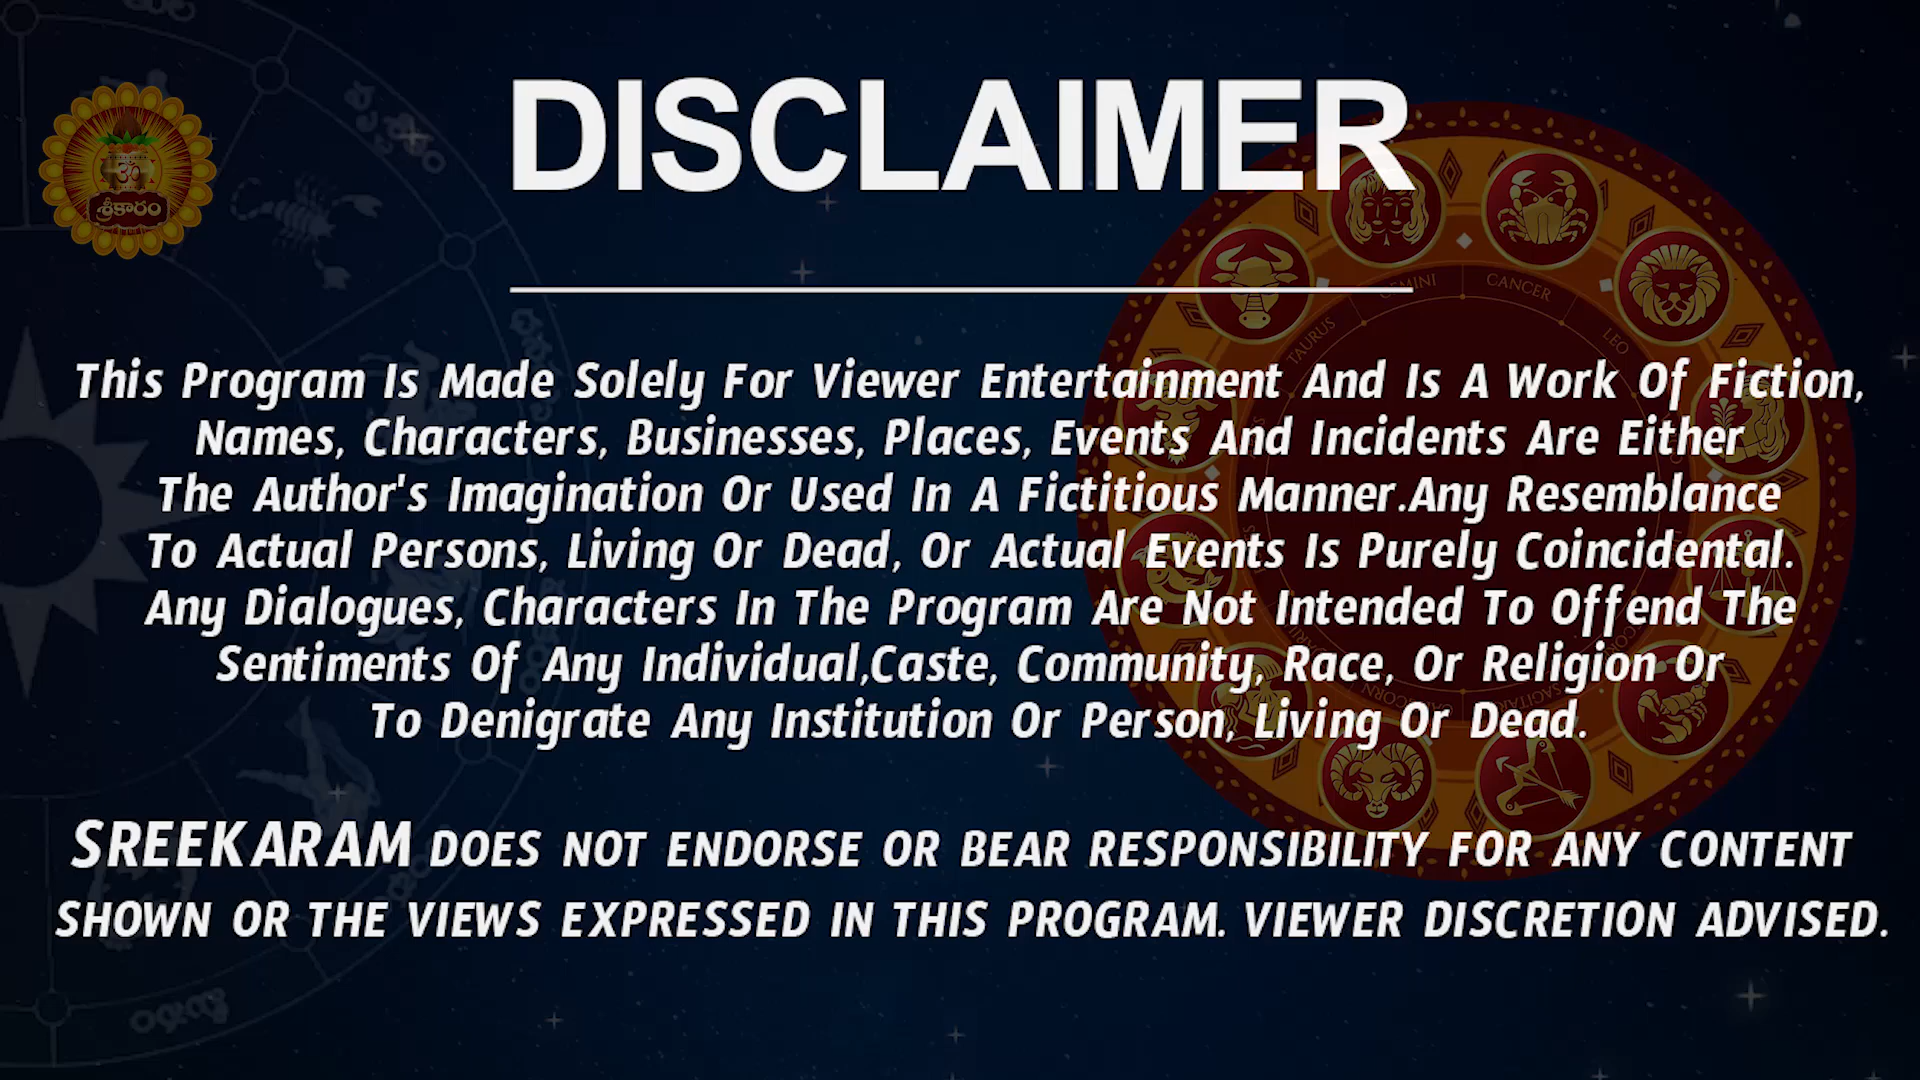 DISCLAIMER
ॐ
శ్రీకారం
GEMINI
CANCER
TAURUS
LEO
This Program Is Made Solely For Viewer Entertainment And Is A Work Of Fiction,
Names, Characters, Businesses, Places, Events And Incidents Are Either
The Author's Imagination Or Used In A Fictitious Manner.Any Resemblance
To Actual Persons, Living Or Dead, Or Actual Events Is Purely Coincidental.
Any Dialogues, Characters In The Program Are Not Intended To Offend The
Sentiments Of Any Individual,Caste, Community, Race, Or Religion Or
To Denigrate Any Institution Or Person, Living Or Dead.
SREEKARAM DOES NOT ENDORSE OR BEAR RESPONSIBILITY FOR ANY CONTENT
SHOWN OR THE VIEWS EXPRESSED IN THIS PROGRAM. VIEWER DISCRETION ADVISED.